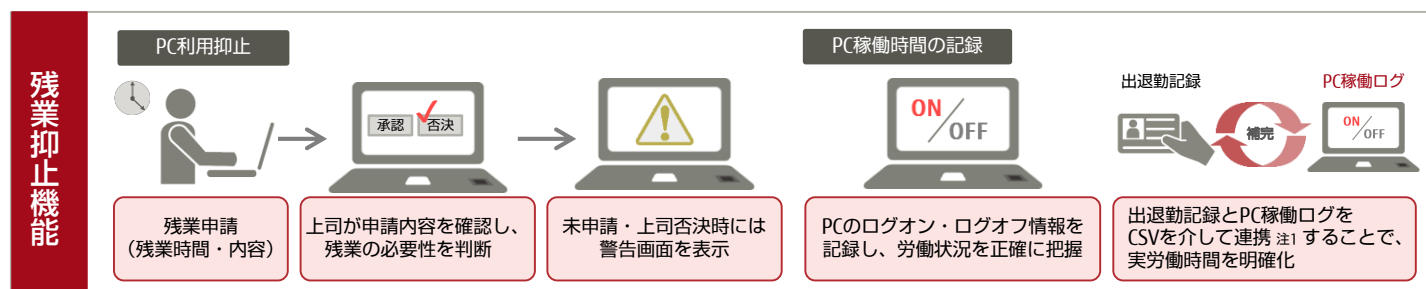 残業抑止機能
PC利用抑止
承認
否決
残業申請
(残業時間・内容)
上司が申請内容を確認し、
残業の必要性を判断
未申請・上司否決時には
警告画面を表示
PC稼働時間の記録
ON/OFF
PCのログオン・ログオフ情報を
記録し、労働状況を正確に把握
出退勤記録
補完
PC稼働ログ
ON/OFF
出退勤記録とPC稼働ログを
CSVを介して連携 注1 することで、
実労働時間を明確化